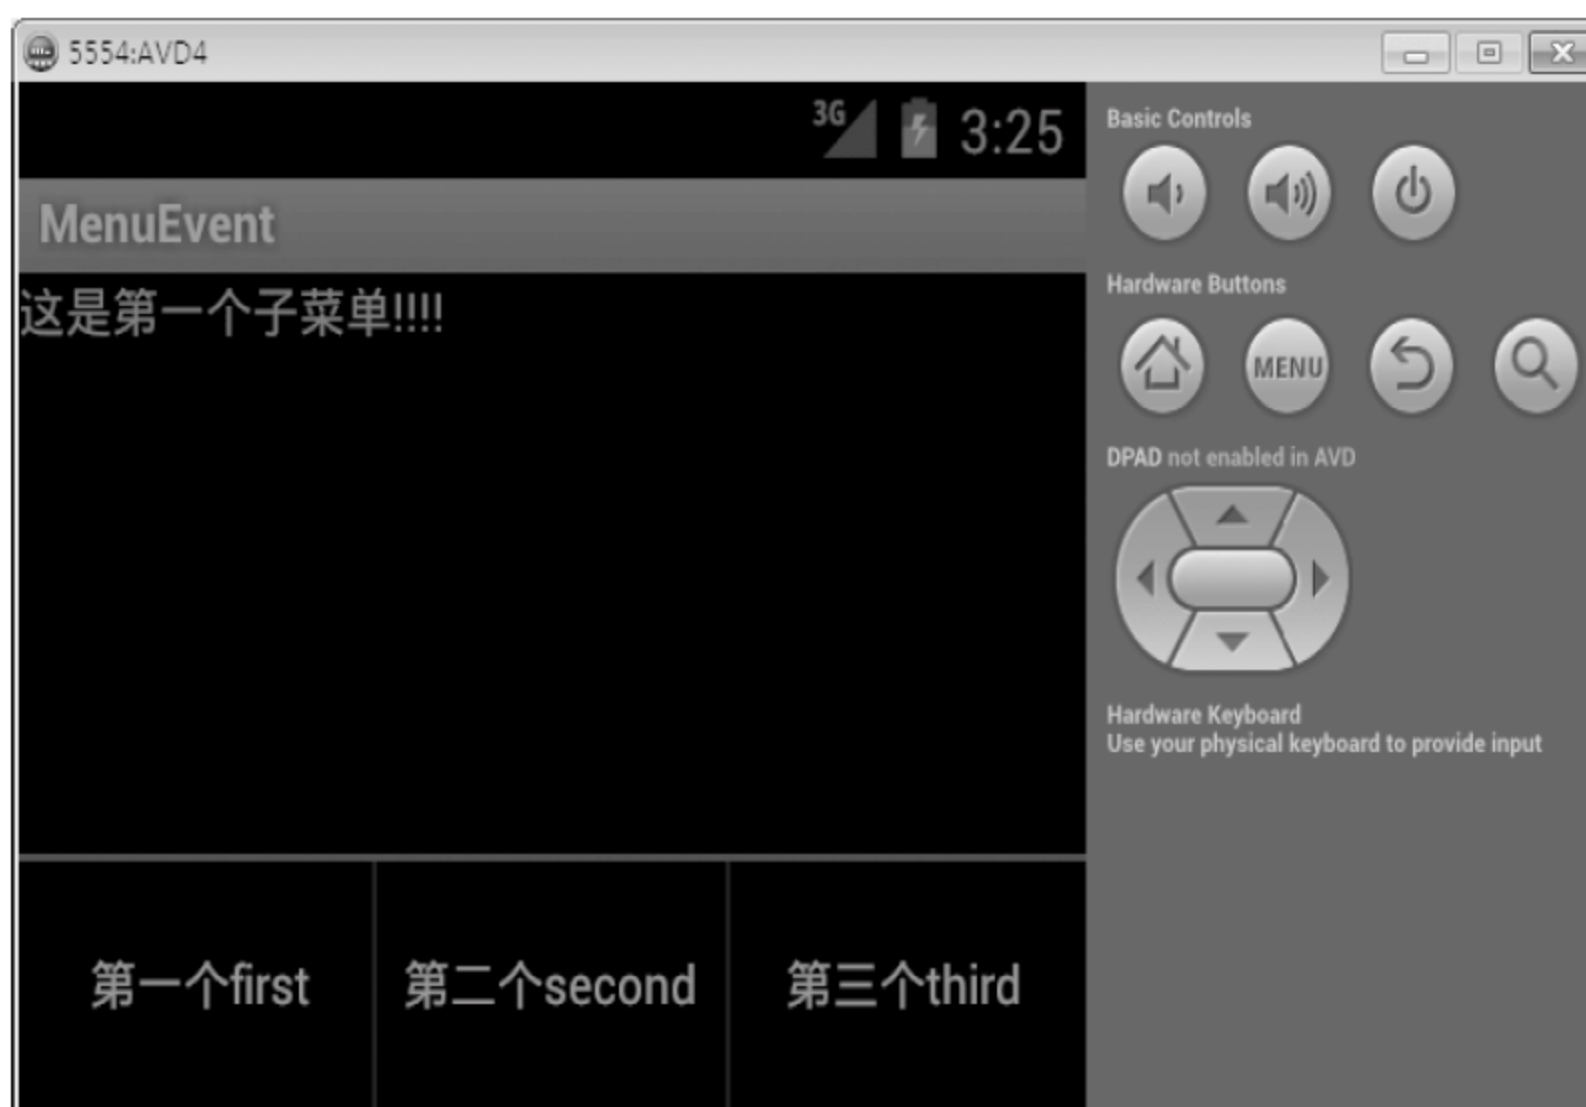 5554:AVD4
3G 3:25
MenuEvent
这是第一个子菜单!!!!
第一个first
第二个second
第三个third
Basic Controls
Hardware Buttons
MENU
DPAD not enabled in AVD
Hardware Keyboard
Use your physical keyboard to provide input